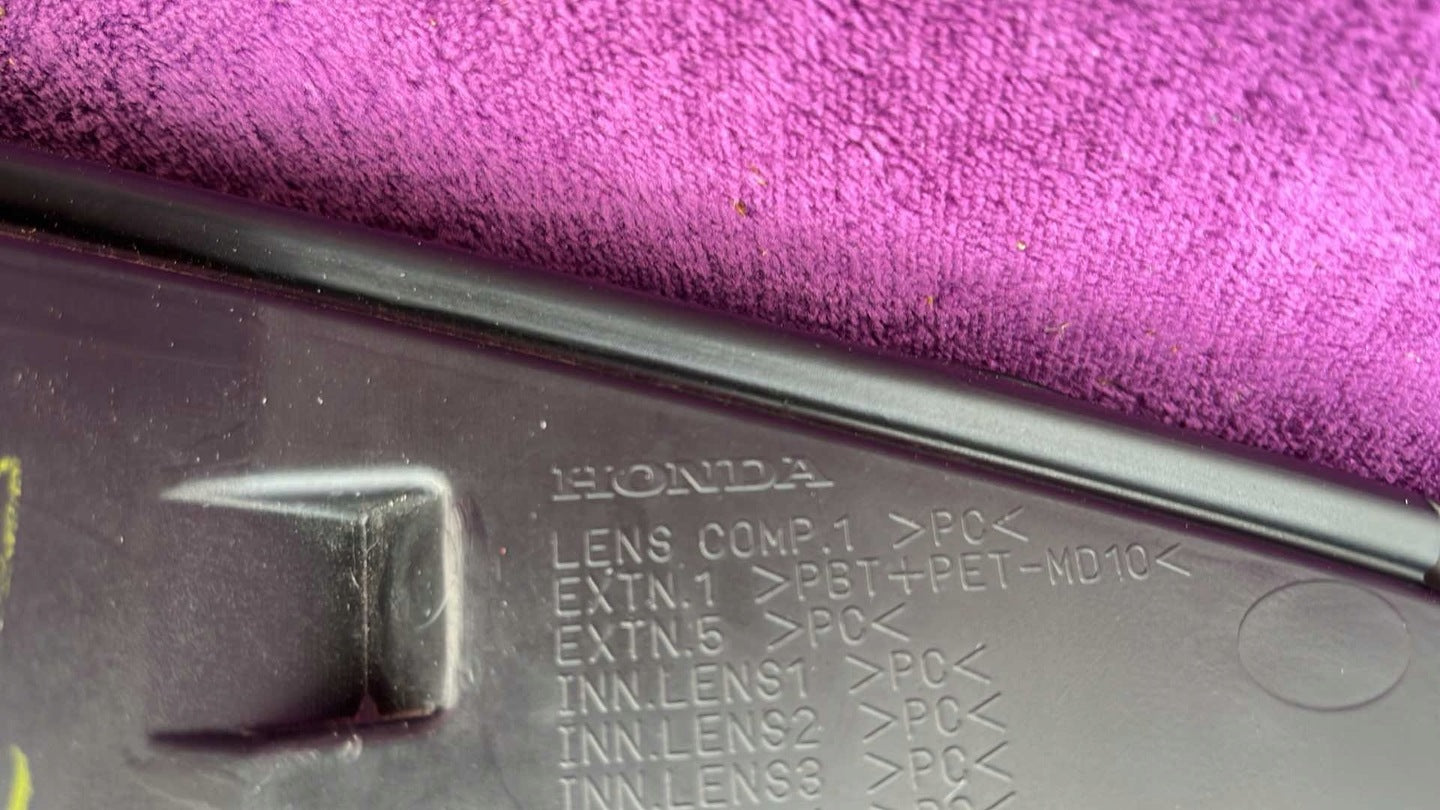 HONDA
LENS COMP.1 >PC<
EXTN.1 >PBT+PET-MD10<
EXTN.5 >PC<
INN.LENS1 >PC<
INN.LENS2 >PC<
INN.LENS3 >PC<
>PC<